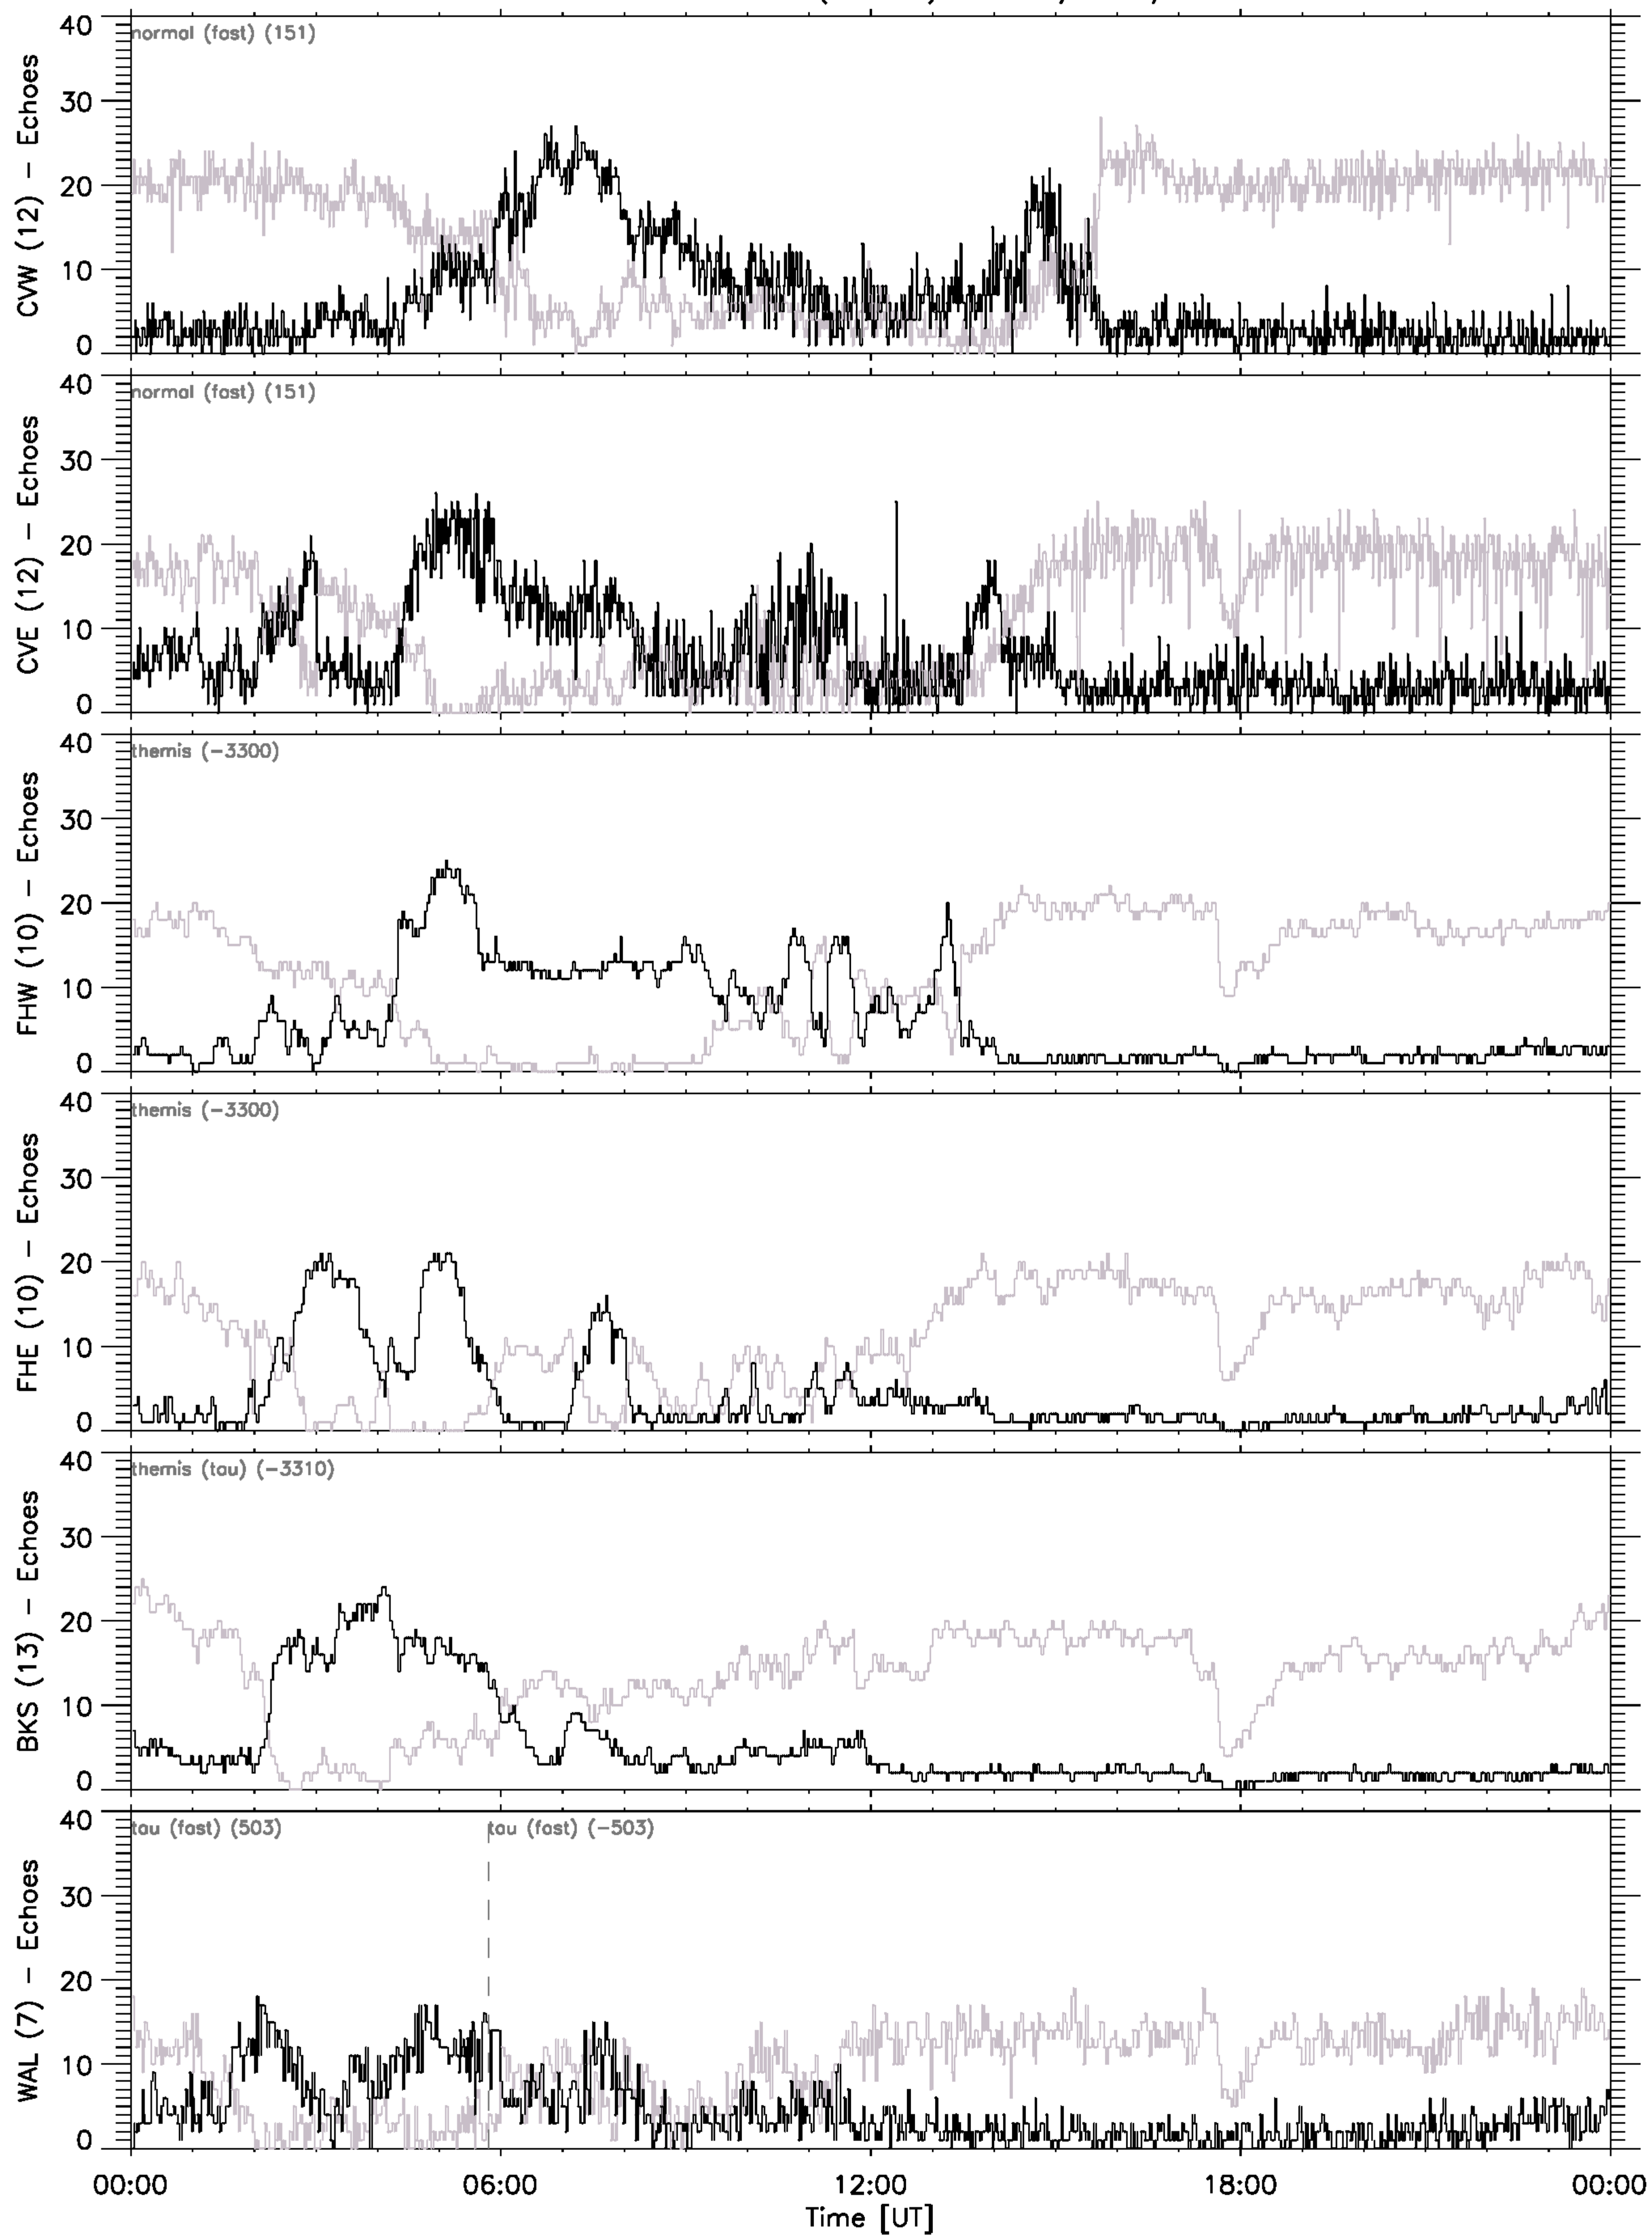 40
normal (fast) (151)
30
20
10
0
CVW (12) – Echoes
40
normal (fast) (151)
30
20
10
0
CVE (12) – Echoes
40
themis (−3300)
30
20
10
0
FHW (10) – Echoes
40
themis (−3300)
30
20
10
0
FHE (10) – Echoes
40
themis (tau) (−3310)
30
20
10
0
BKS (13) – Echoes
40
tau (fast) (503) tau (fast) (−503)
30
20
10
0
WAL (7) – Echoes
00:00 06:00 12:00 18:00 00:00
Time [UT]